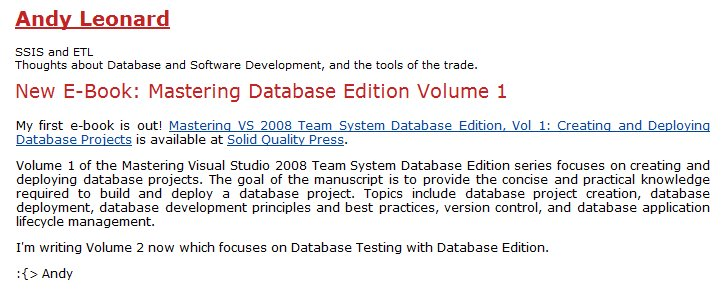 Andy Leonard
SSIS and ETL
Thoughts about Database and Software Development, and the tools of the trade.
New E-Book: Mastering Database Edition Volume 1
My first e-book is out! Mastering VS 2008 Team System Database Edition, Vol 1: Creating and Deploying
Database Projects is available at Solid Quality Press.
Volume 1 of the Mastering Visual Studio 2008 Team System Database Edition series focuses on creating and
deploying database projects. The goal of the manuscript is to provide the concise and practical knowledge
required to build and deploy a database project. Topics include database project creation, database
deployment, database development principles and best practices, version control, and database application
lifecycle management.
I'm writing Volume 2 now which focuses on Database Testing with Database Edition.
:{> Andy